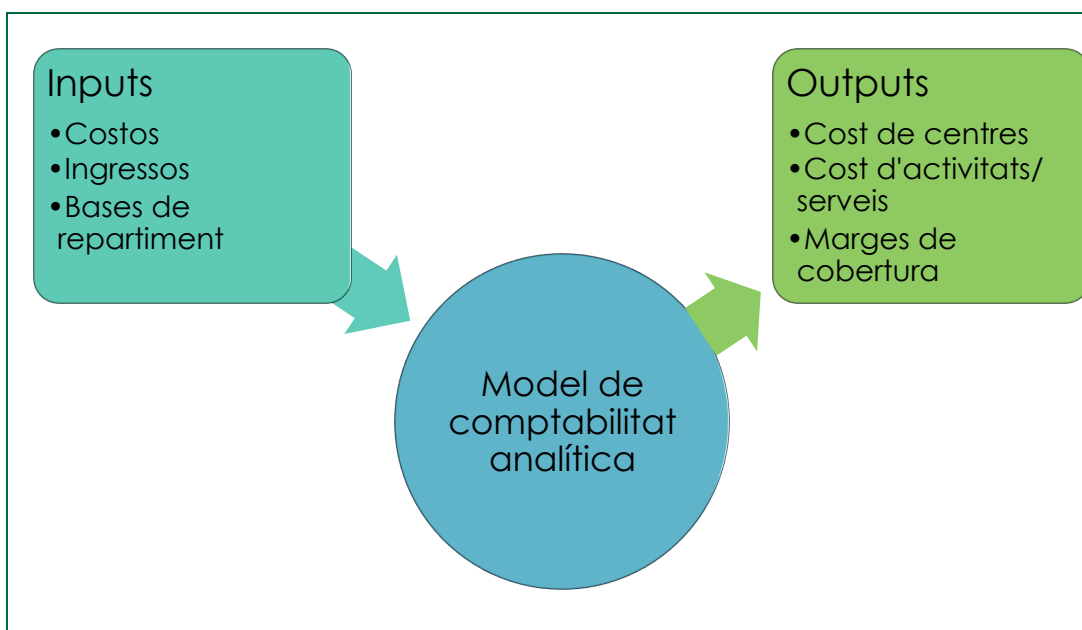 Inputs
•Costos
•Ingressos
•Bases de
repartiment
Model de
comptabilitat
analítica
Outputs
•Cost de centres
•Cost d'activitats/
serveis
•Marges de
cobertura